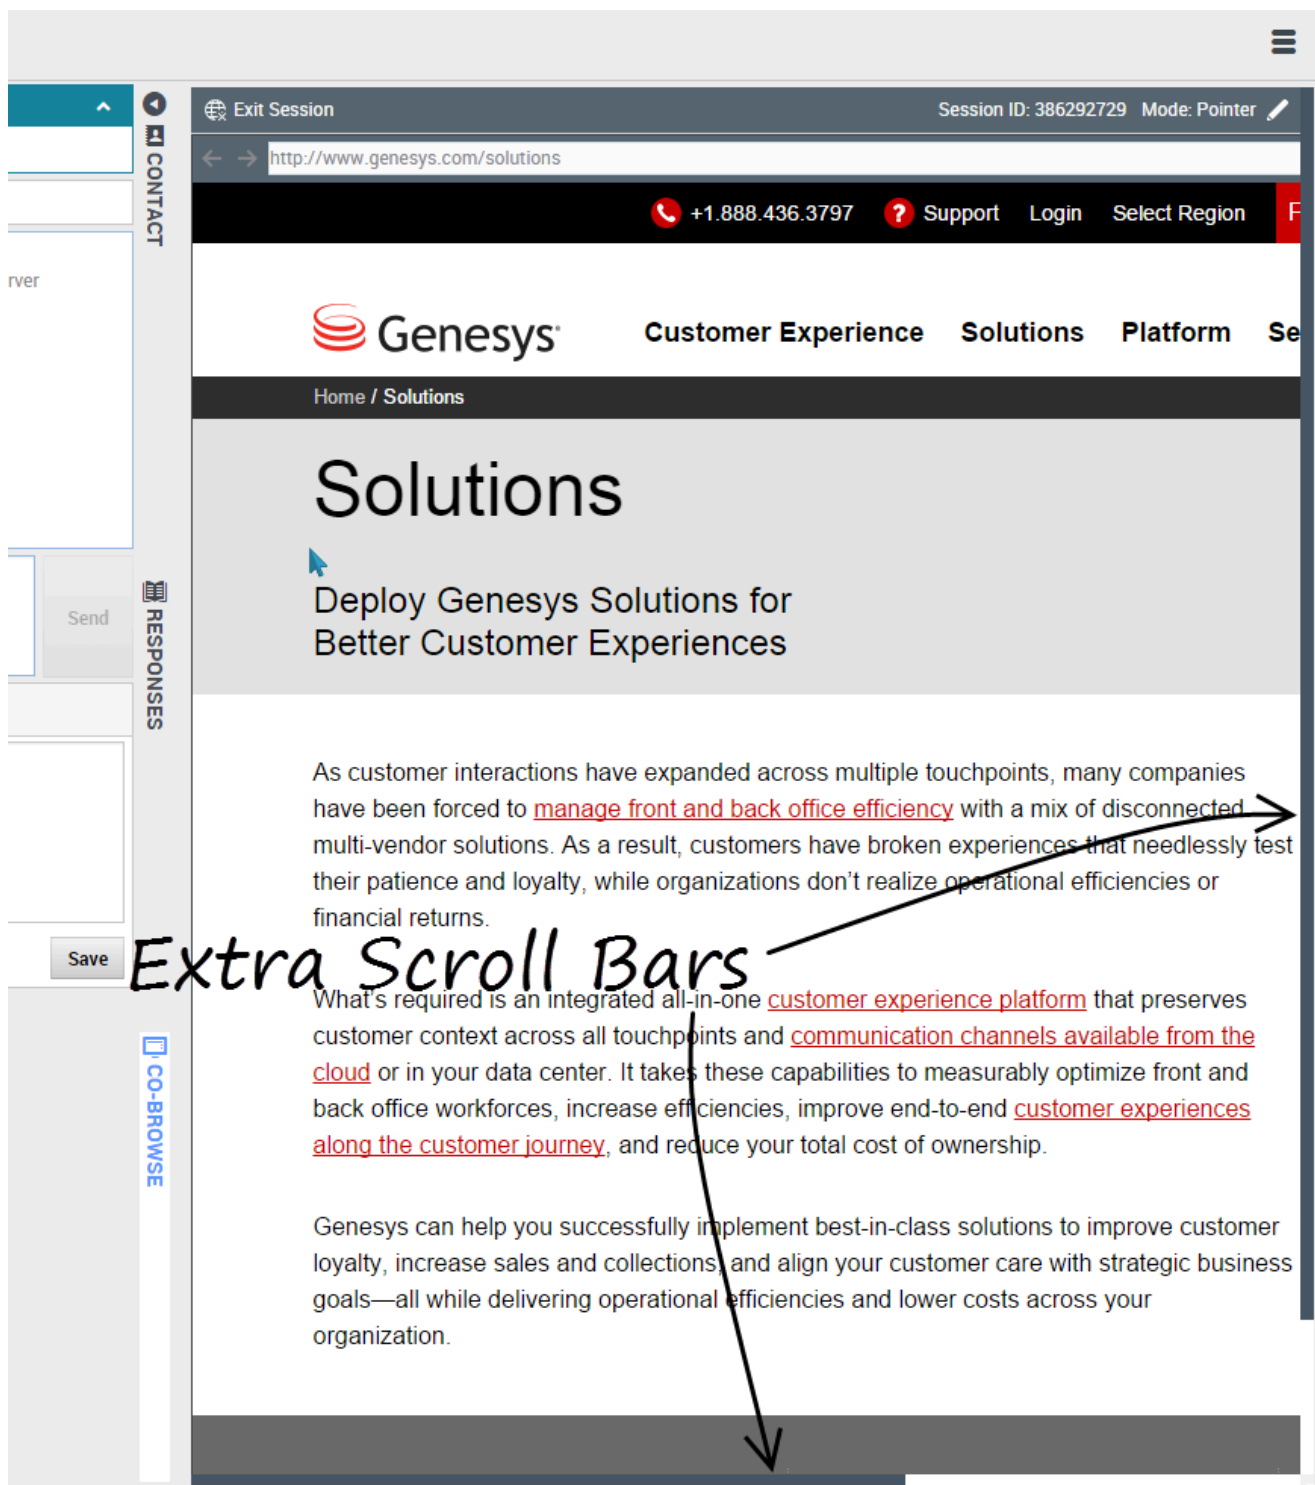 Exit Session
Session ID: 386292729 Mode: Pointer
http://www.genesys.com/solutions
+1.888.436.3797 ? Support Login Select Region F
Genesys
Customer Experience Solutions Platform Se
Home / Solutions
CONTACT
rver
Solutions
Deploy Genesys Solutions for
Better Customer Experiences
Send
RESPONSES
As customer interactions have expanded across multiple touchpoints, many companies
have been forced to manage front and back office efficiency with a mix of disconnected
multi-vendor solutions. As a result, customers have broken experiences that needlessly test
their patience and loyalty, while organizations don't realize operational efficiencies or
financial returns.
Save
Extra Scroll Bars
What's required is an integrated all-in-one customer experience platform that preserves
customer context across all touchpoints and communication channels available from the
cloud or in your data center. It takes these capabilities to measurably optimize front and
back office workforces, increase efficiencies, improve end-to-end customer experiences
along the customer journey, and reduce your total cost of ownership.
CO-BROWSE
Genesys can help you successfully implement best-in-class solutions to improve customer
loyalty, increase sales and collections, and align your customer care with strategic business
goals—all while delivering operational efficiencies and lower costs across your
organization.